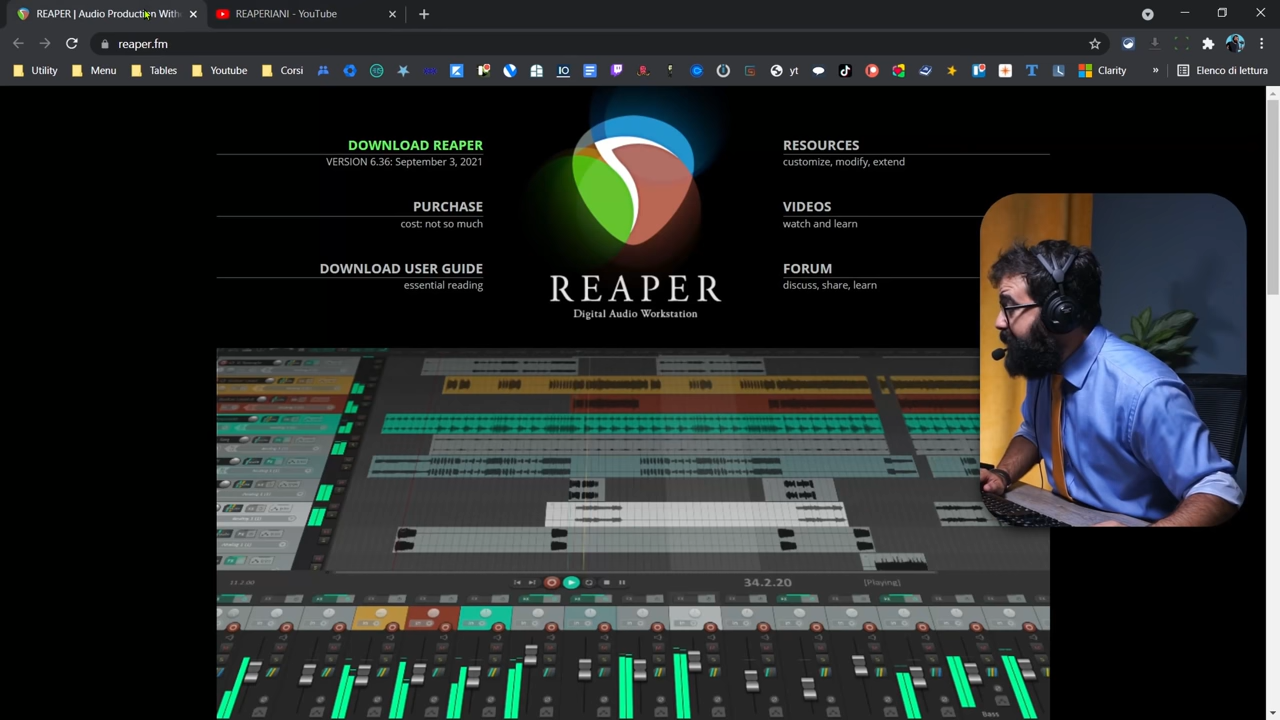 REAPER | Audio Production With
REAPERIANI - YouTube
reaper.fm
Utility
Menu
Tables
Youtube
Corsi
yt
Clarity
»
Elenco di lettura
DOWNLOAD REAPER
VERSION 6.36: September 3, 2021
PURCHASE
cost: not so much
DOWNLOAD USER GUIDE
essential reading
RESOURCES
customize, modify, extend
VIDEOS
watch and learn
FORUM
discuss, share, learn
REAPER
Digital Audio Workstation
34.2.20
[Playing]
Bass